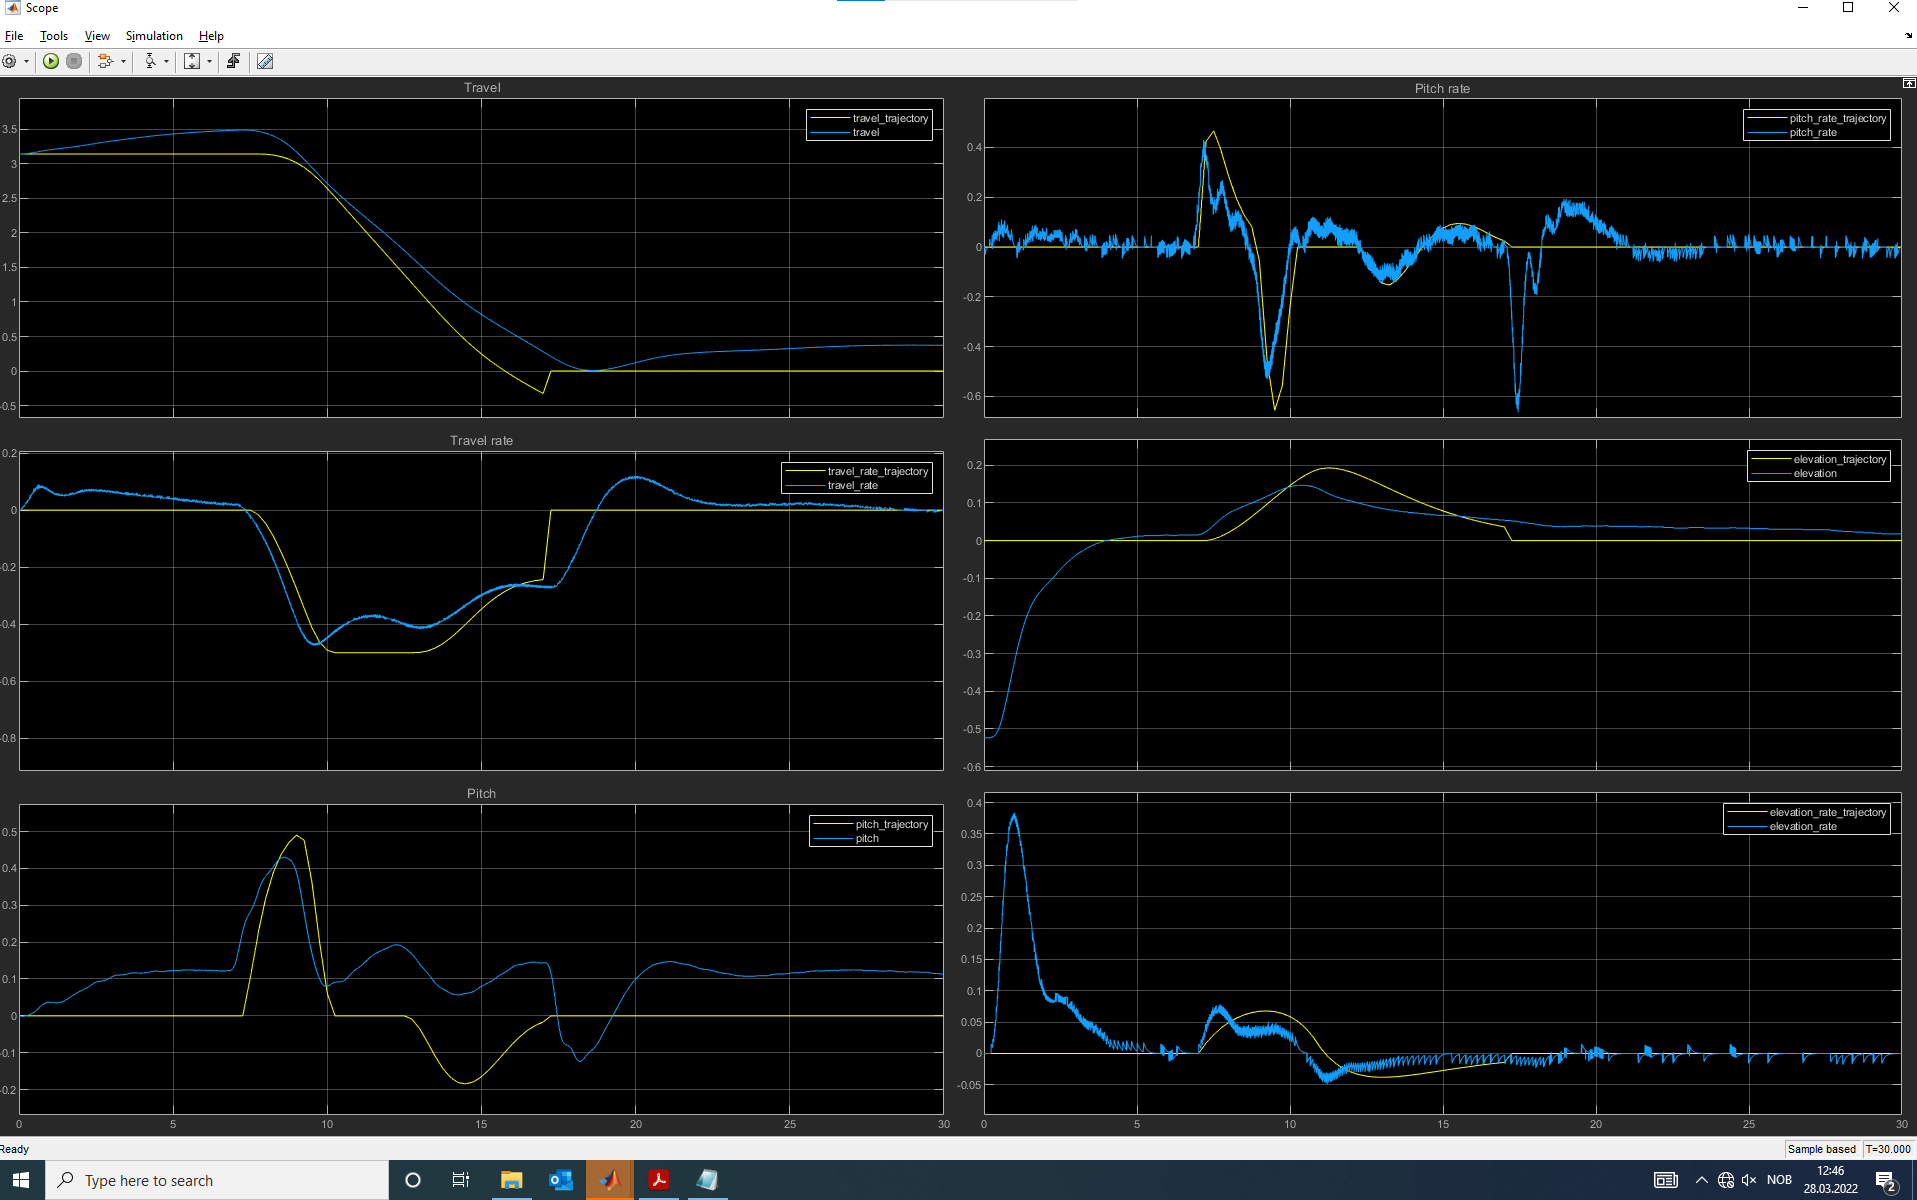 Scope
File Tools View Simulation Help
Travel
travel_trajectory
travel
3.5
3
2.5
2
1.5
1
0.5
0
-0.5
Travel rate
travel_rate_trajectory
travel_rate
0.2
0
-0.2
-0.4
-0.6
-0.8
Pitch
pitch_trajectory
pitch
0.5
0.4
0.3
0.2
0.1
0
-0.1
-0.2
0 5 10 15 20 25 30
Pitch rate
pitch_rate_trajectory
pitch_rate
0.4
0.2
0
-0.2
-0.4
-0.6
elevation_trajectory
elevation
0.2
0.1
0
-0.1
-0.2
-0.3
-0.4
-0.5
-0.6
elevation_rate_trajectory
elevation_rate
0.4
0.35
0.3
0.25
0.2
0.15
0.1
0.05
0
-0.05
0 5 10 15 20 25 30
Ready
Sample based T=30.000
Type here to search
NOB
12:46
28.03.2022
2